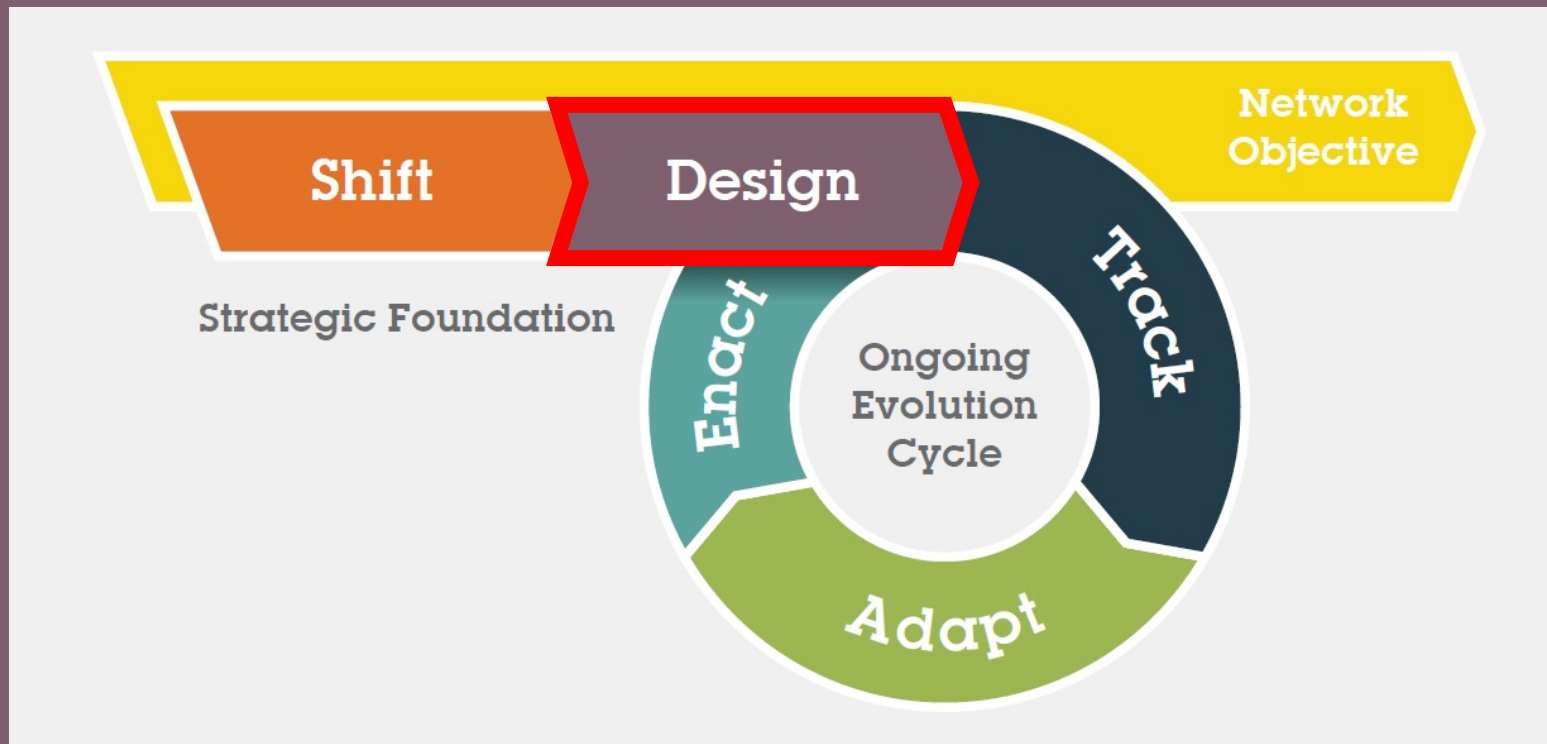 Network
Objective
Shift
Design
Track
Strategic Foundation
Enact
Ongoing
Evolution
Cycle
Adapt